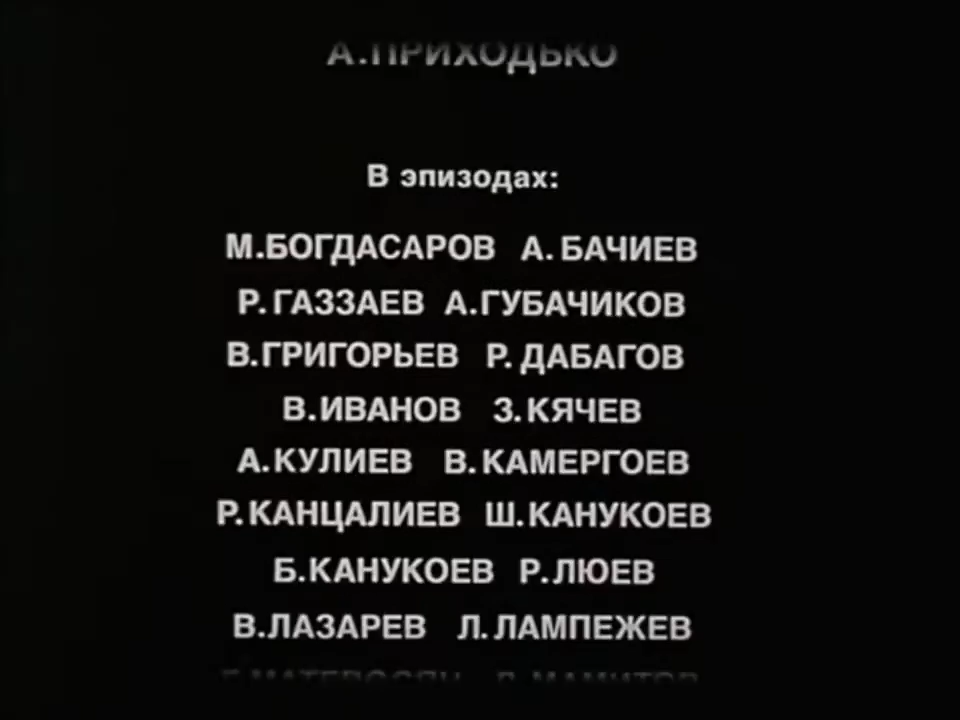 А.ПРИХОДЬКО
В эпизодах:
М.БОГДАСАРОВ А.БАЧИЕВ
Р.ГАЗЗАЕВ А.ГУБАЧИКОВ
В.ГРИГОРЬЕВ Р.ДАБАГОВ
В.ИВАНОВ З.КЯЧЕВ
А.КУЛИЕВ В.КАМЕРГОЕВ
Р.КАНЦАЛИЕВ Ш.КАНУКОЕВ
Б.КАНУКОЕВ Р.ЛЮЕВ
В.ЛАЗАРЕВ Л.ЛАМПЕЖЕВ